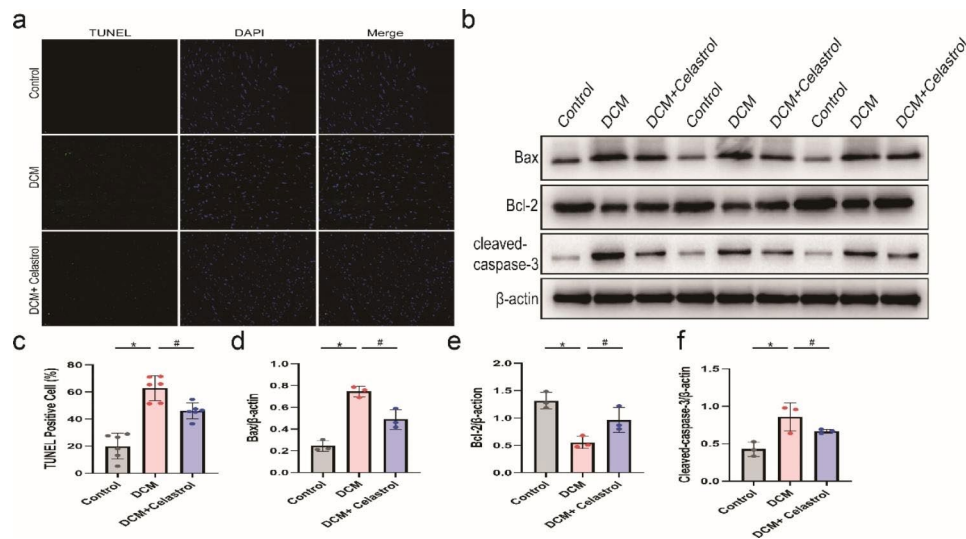 a
TUNEL DAPI Merge
Control
DCM
DCM+ Celastrol
b
Control DCM DCM+Celastrol Control DCM DCM+Celastrol Control DCM DCM+Celastrol
Bax
Bcl-2
cleaved-
caspase-3
β-actin
c
* #
TUNEL Positive Cell (%)
80
60
40
20
0
Control DCM DCM+Celastrol
d
* #
Bax/β-actin
1.0
0.8
0.6
0.4
0.2
0.0
Control DCM DCM+ Celastrol
e
* #
Bcl-2/β-action
2.0
1.5
1.0
0.5
0.0
Control DCM DCM+ Celastrol
f
* #
Cleaved-caspase-3/β-actin
1.5
1.0
0.5
0.0
Control DCM DCM+ Celastrol